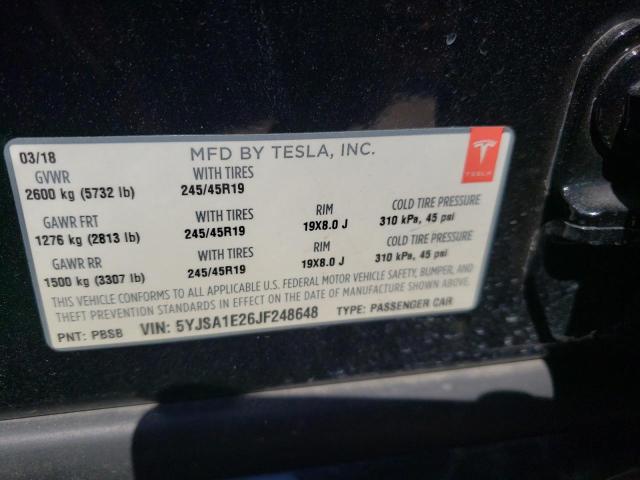 03/18 MFD BY TESLA, INC.
GVWR WITH TIRES
2600 kg (5732 lb) 245/45R19
TESLA
GAWR FRT WITH TIRES RIM COLD TIRE PRESSURE
1276 kg (2813 lb) 245/45R19 19X8.0 J 310 kPa, 45 psi
GAWR RR WITH TIRES RIM COLD TIRE PRESSURE
1500 kg (3307 lb) 245/45R19 19X8.0 J 310 kPa, 45 psi
THIS VEHICLE CONFORMS TO ALL APPLICABLE U.S. FEDERAL MOTOR VEHICLE SAFETY, BUMPER, AND
THEFT PREVENTION STANDARDS IN EFFECT ON THE DATE OF MANUFACTURE SHOWN ABOVE.
PNT: PBSB VIN: 5YJSA1E26JF248648 TYPE: PASSENGER CAR